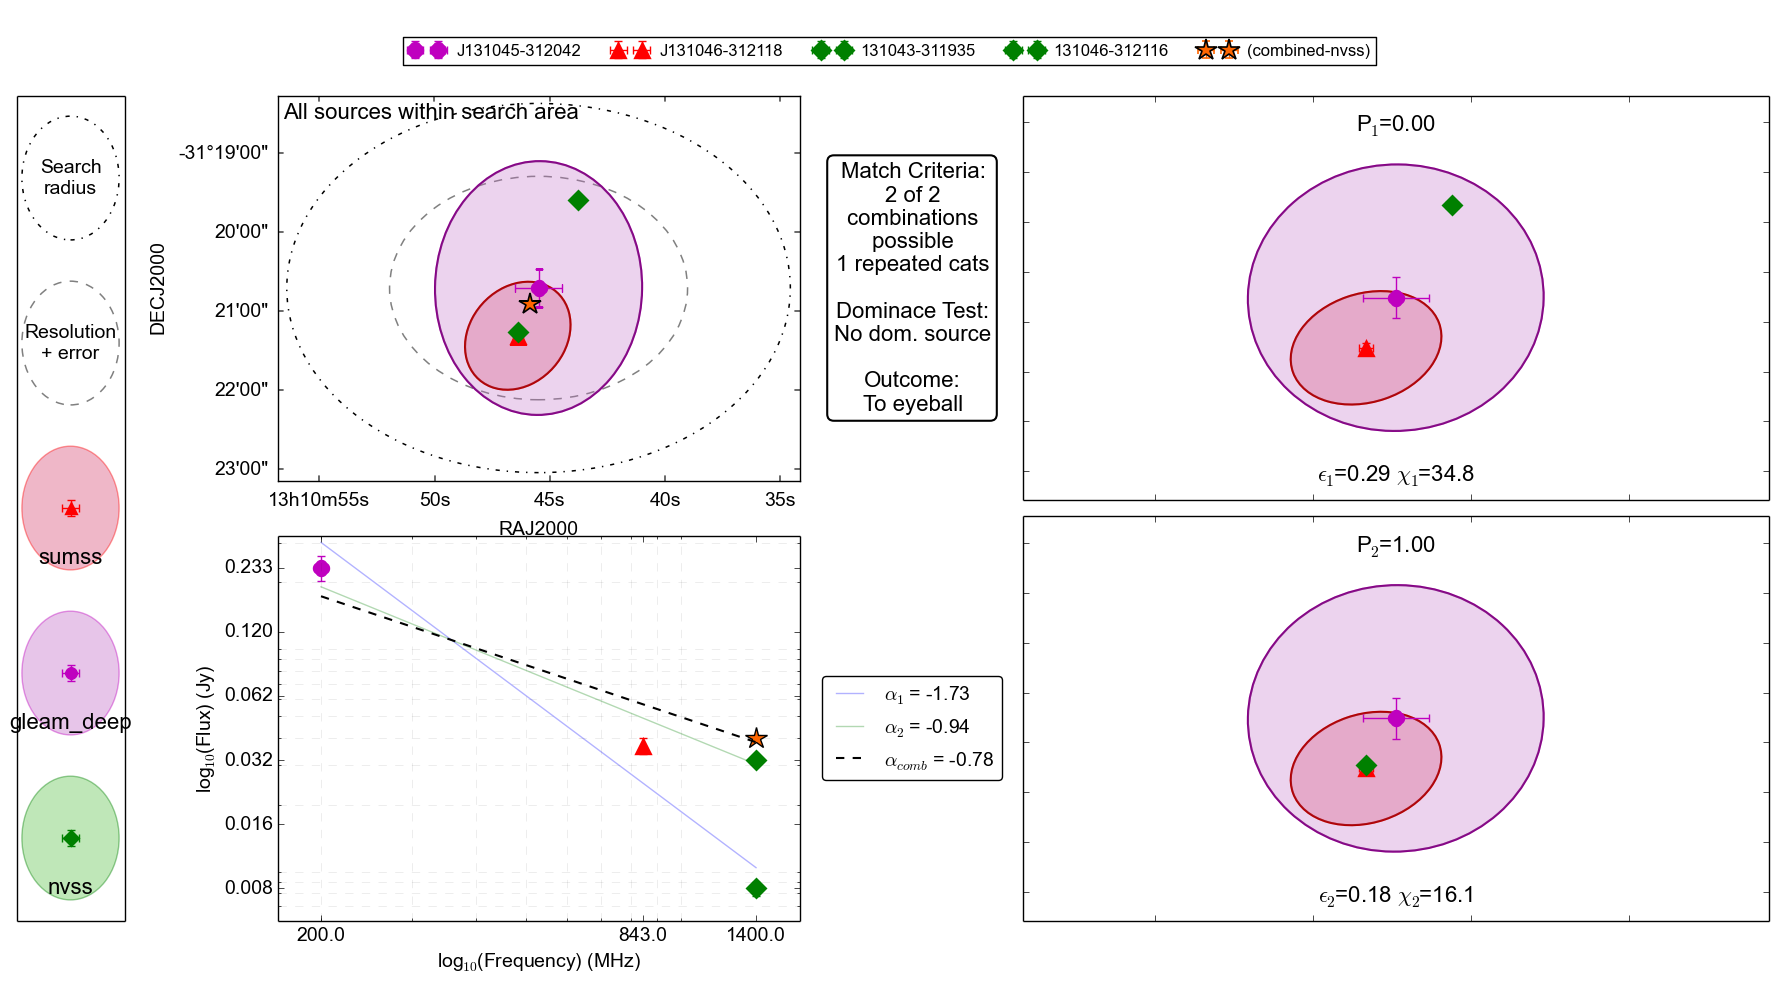 J131045-312042
J131046-312118
131043-311935
131046-312116
(combined-nvss)
Search
radius
Resolution
+ error
sumss
gleam_deep
nvss
All sources within search area
DECJ2000
-31°19'00"
20'00"
21'00"
22'00"
23'00"
13h10m55s
50s
45s
40s
35s
RAJ2000
Match Criteria:
2 of 2
combinations
possible
1 repeated cats
Dominace Test:
No dom. source
Outcome:
To eyeball
P₁=0.00
ϵ₁=0.29 χ₁=34.8
log₁₀(Flux) (Jy)
0.233
0.120
0.062
0.032
0.016
0.008
200.0
843.0
1400.0
log₁₀(Frequency) (MHz)
α₁ = -1.73
α₂ = -0.94
α_comb = -0.78
P₂=1.00
ϵ₂=0.18 χ₂=16.1